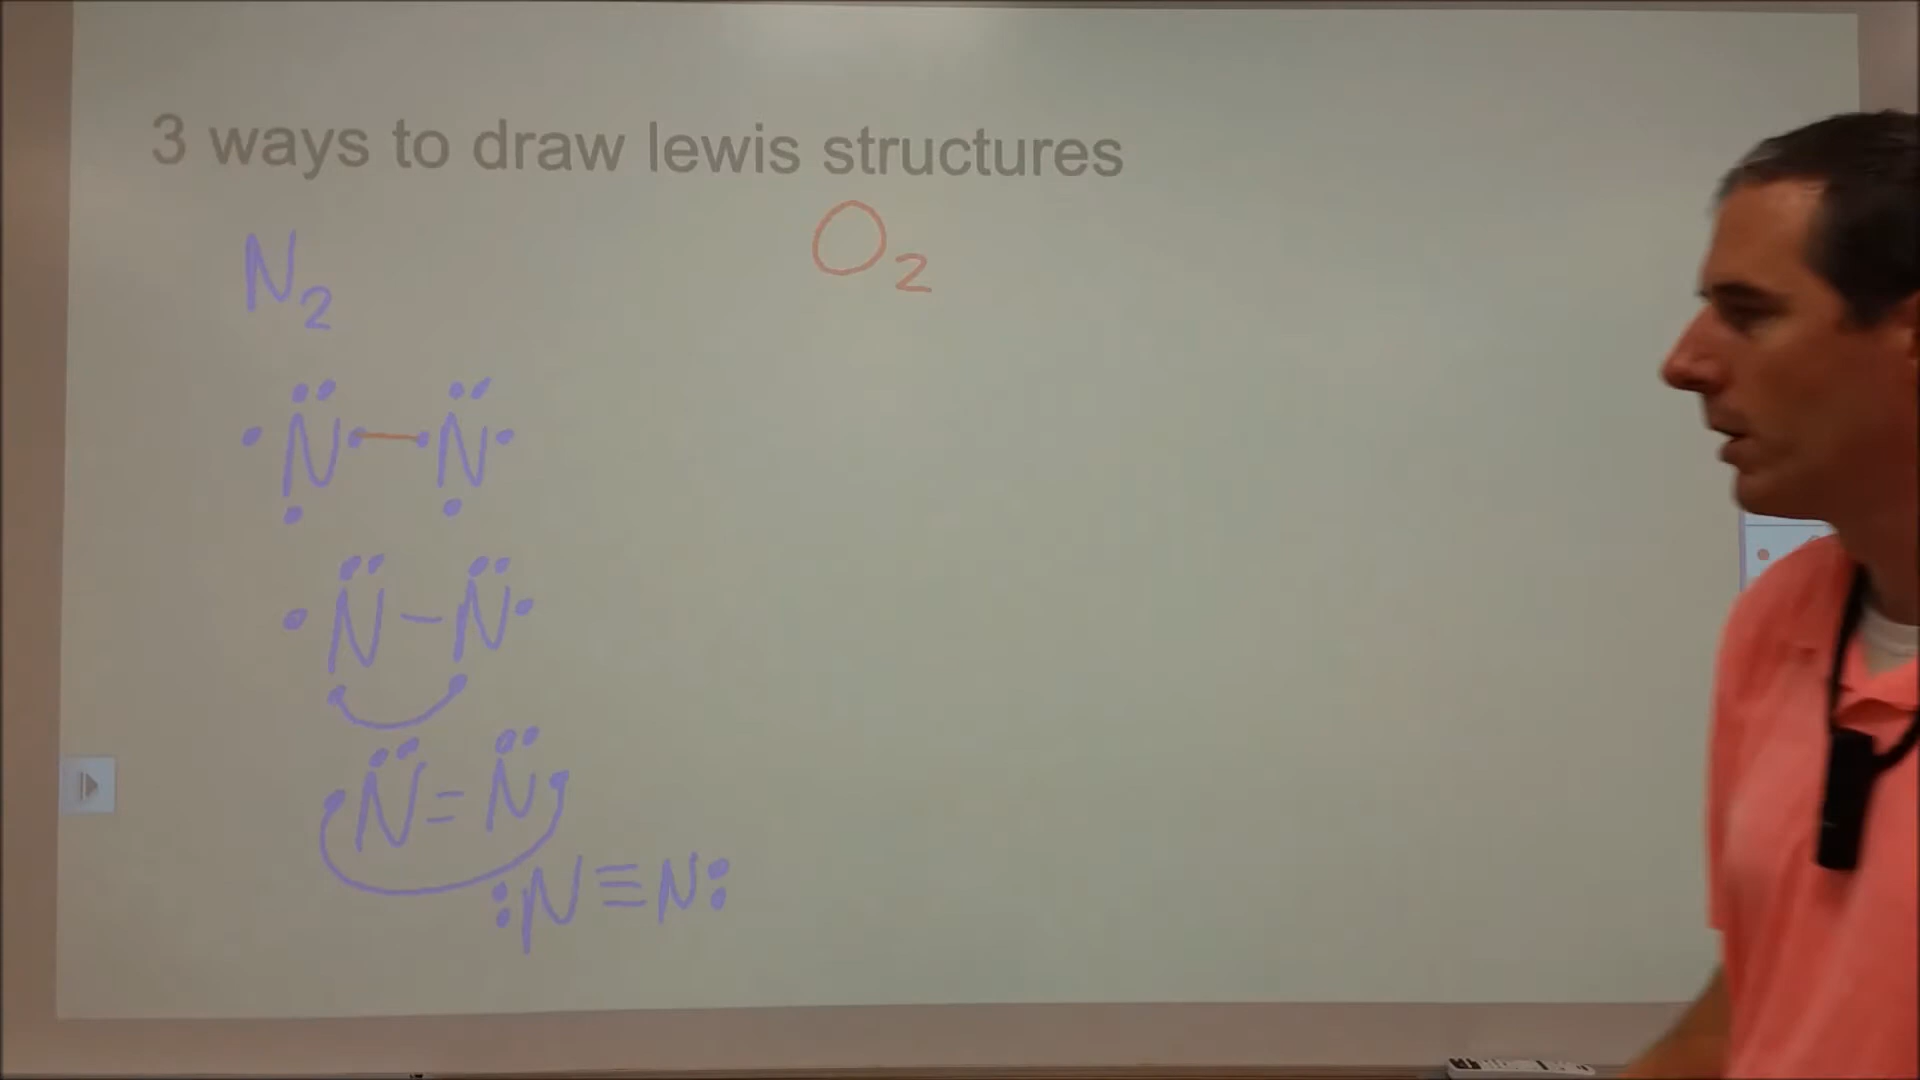 3 ways to draw lewis structures
N₂
O₂
N — N
N — N
N = N
:N ≡ N: